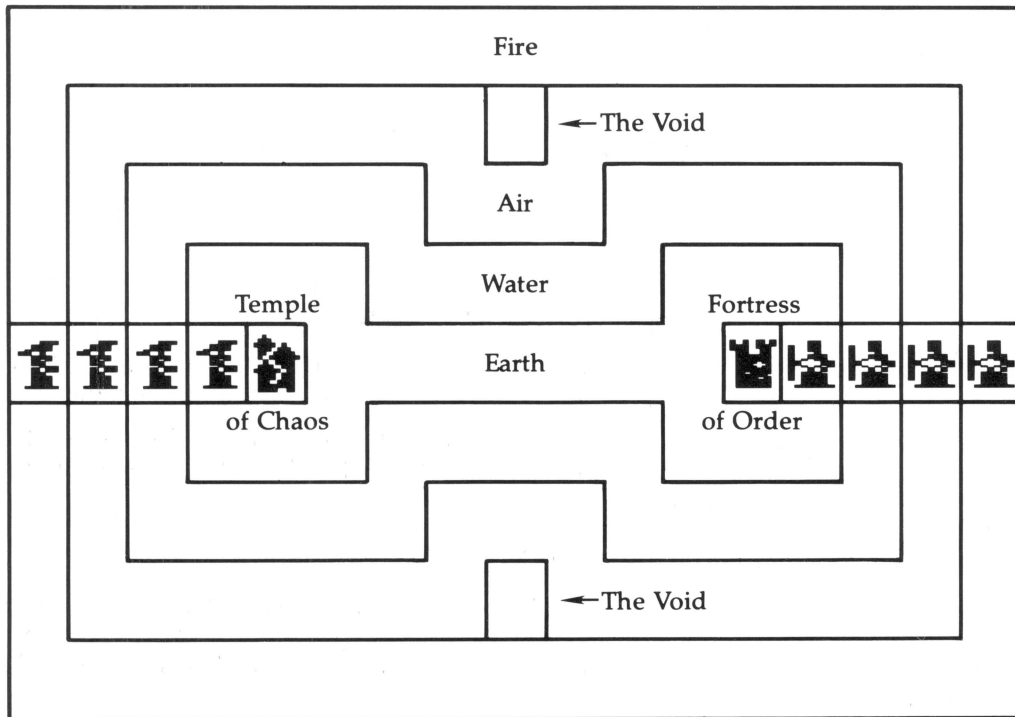 Fire
←The Void
Air
Water
Temple
Fortress
Earth
of Chaos
of Order
←The Void